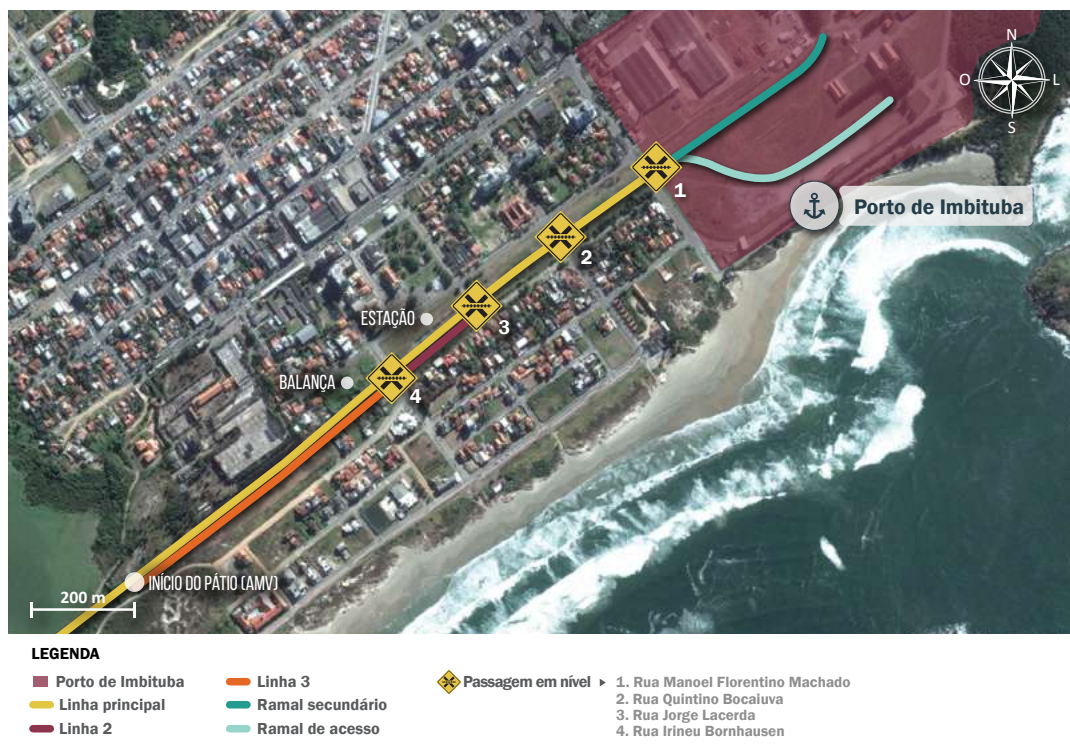 N
O
L
S
1
Porto de Imbituba
2
ESTAÇÃO
3
BALANÇA
4
INÍCIO DO PÁTIO (AMV)
200 m
LEGENDA
Porto de Imbituba
Linha principal
Linha 2
Linha 3
Ramal secundário
Ramal de acesso
Passagem em nível
1. Rua Manoel Florentino Machado
2. Rua Quintino Bocaiuva
3. Rua Jorge Lacerda
4. Rua Irineu Bornhausen